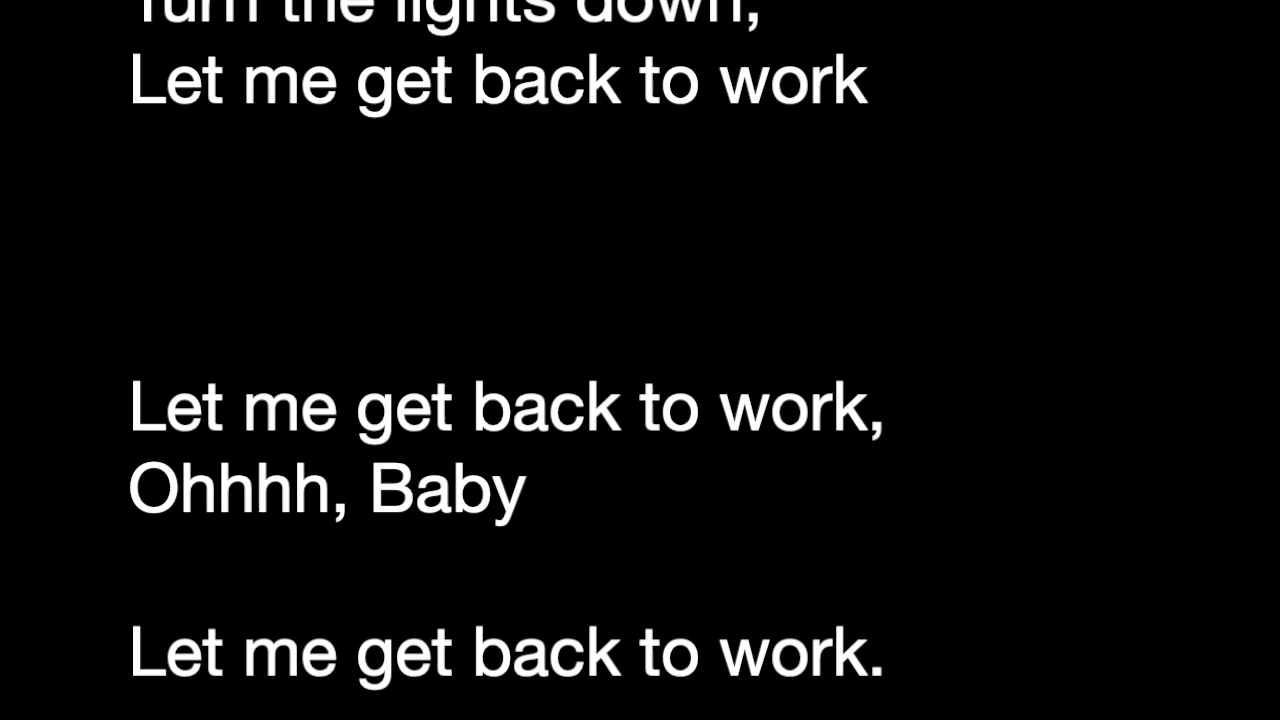 Turn the lights down,
Let me get back to work
Let me get back to work,
Ohhhh, Baby
Let me get back to work.